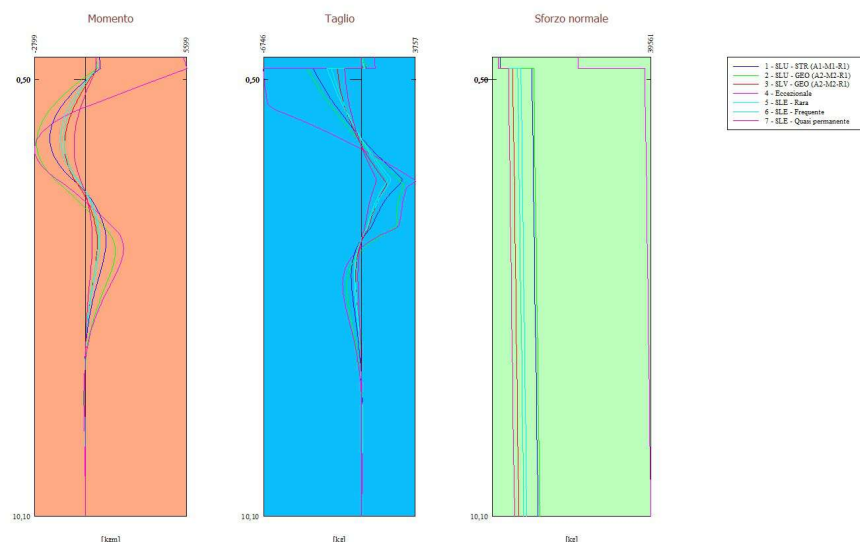 Momento
-2799
5599
0,50
10,10
[kgm]
Taglio
-6746
3757
0,50
10,10
[kg]
Sforzo normale
39561
0,50
10,10
[kg]
1 - SLU - STR (A1-M1-R1)
2 - SLU - GEO (A2-M2-R1)
3 - SLV - GEO (A2-M2-R1)
4 - Eccezionale
5 - SLE - Rara
6 - SLE - Frequente
7 - SLE - Quasi permanente